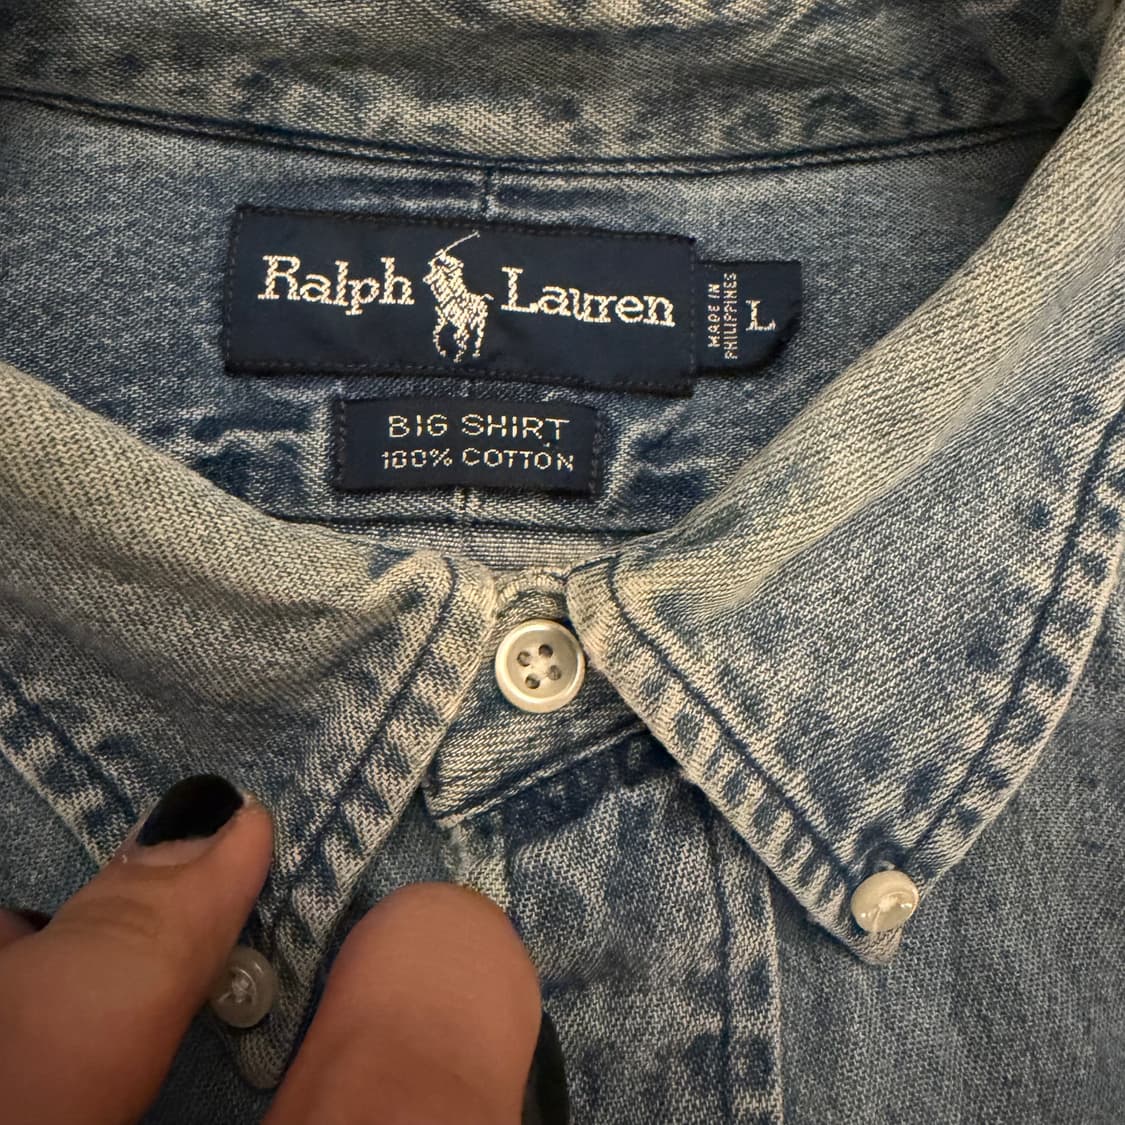 Ralph Lauren
MADE IN
PHILIPPINES
L
BIG SHIRT
100% COTTON